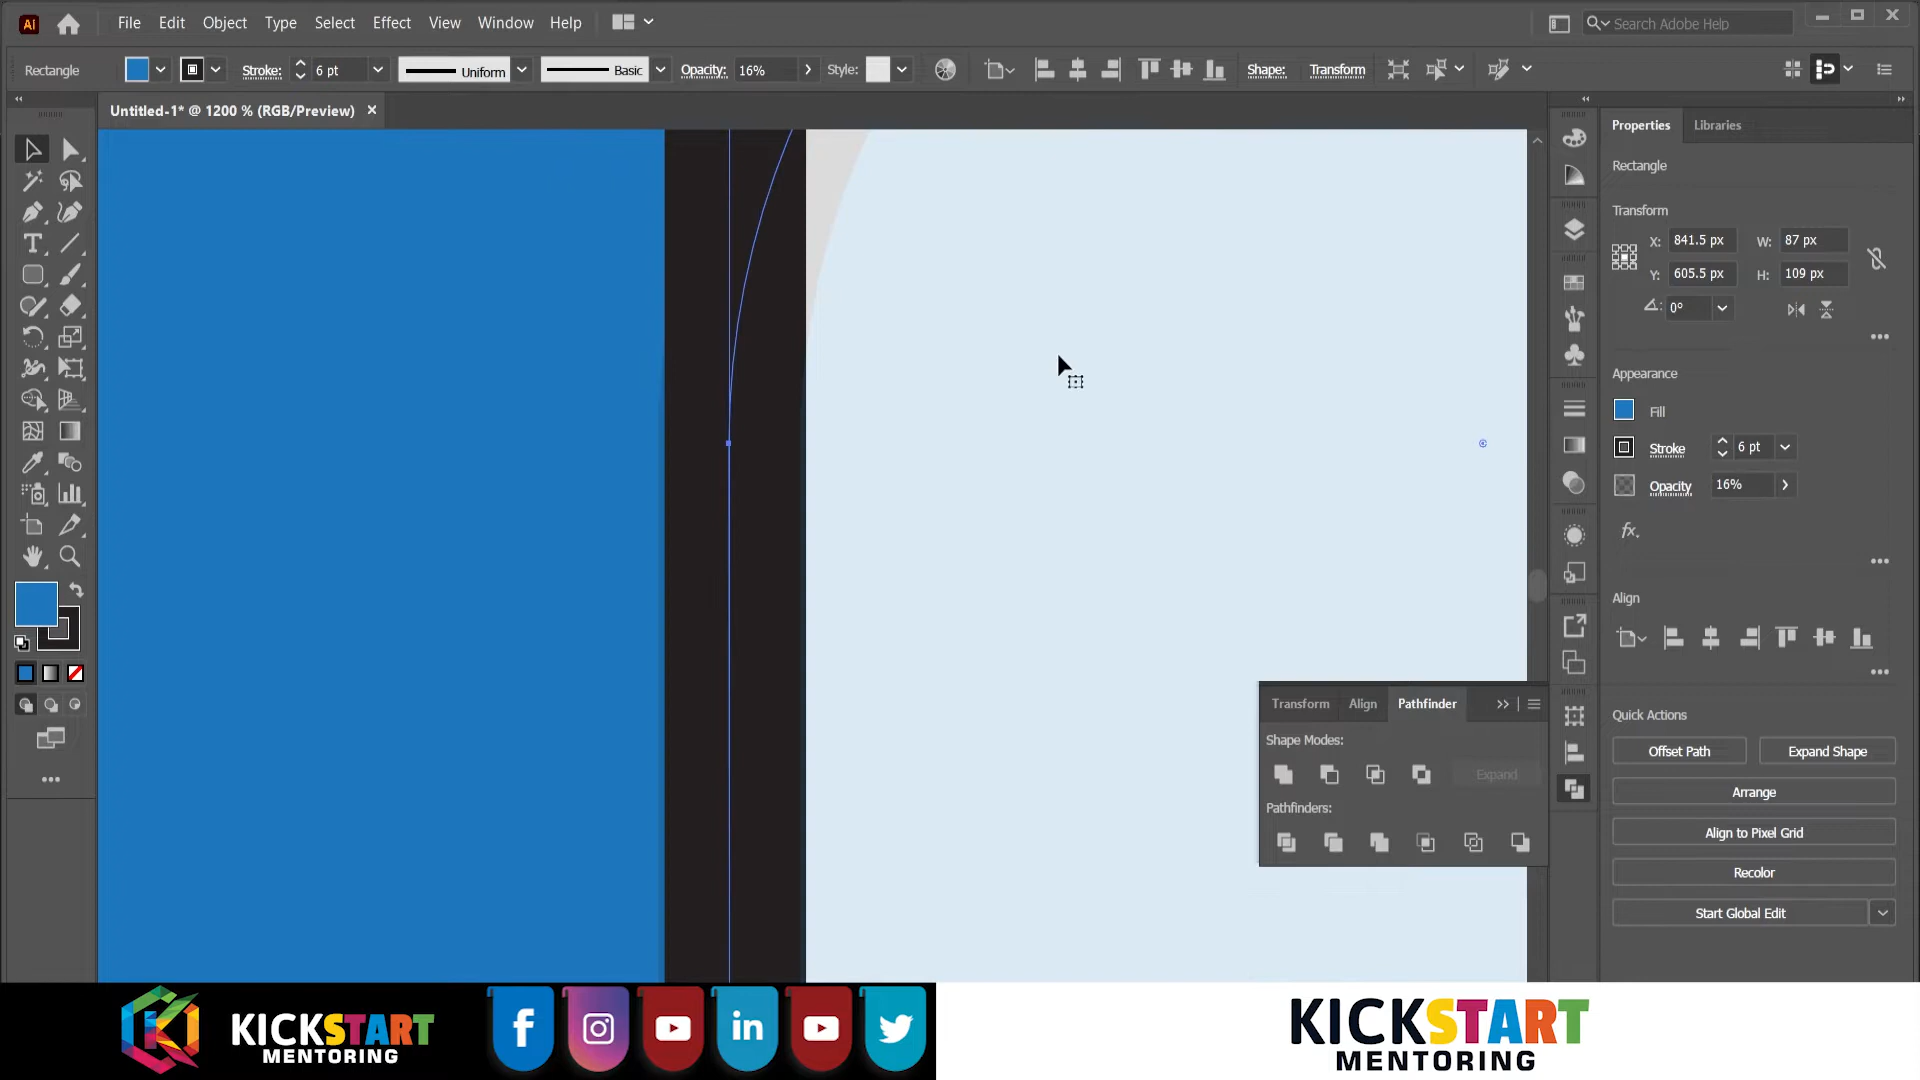 Ai File Edit Object Type Select Effect View Window Help Search Adobe Help
Rectangle Stroke: 6 pt Uniform Basic Opacity: 16% Style: Shape: Transform
Untitled-1* @ 1200 % (RGB/Preview) ×
Properties Libraries
Rectangle
Transform
X: 841.5 px W: 87 px
Y: 605.5 px H: 109 px
0°
Appearance
Fill
Stroke 6 pt
Opacity 16%
fx.
Align
Quick Actions
Offset Path Expand Shape
Arrange
Align to Pixel Grid
Recolor
Start Global Edit
Transform Align Pathfinder
Shape Modes:
Expand
Pathfinders:
KICKSTART
MENTORING
f
in
KICKSTART
MENTORING